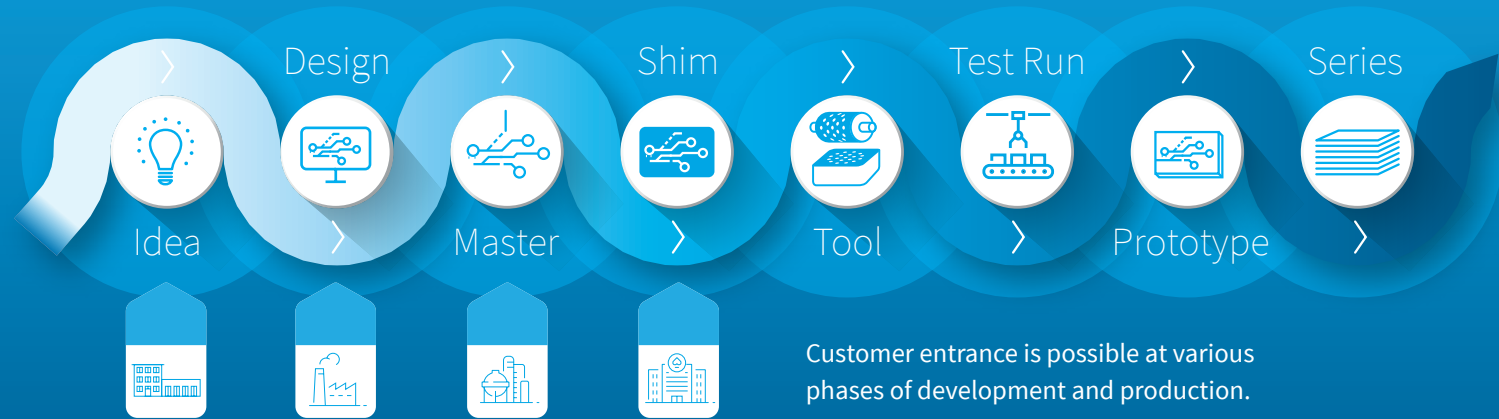 Design
Shim
Test Run
Series
Idea
Master
Tool
Prototype
Customer entrance is possible at various
phases of development and production.